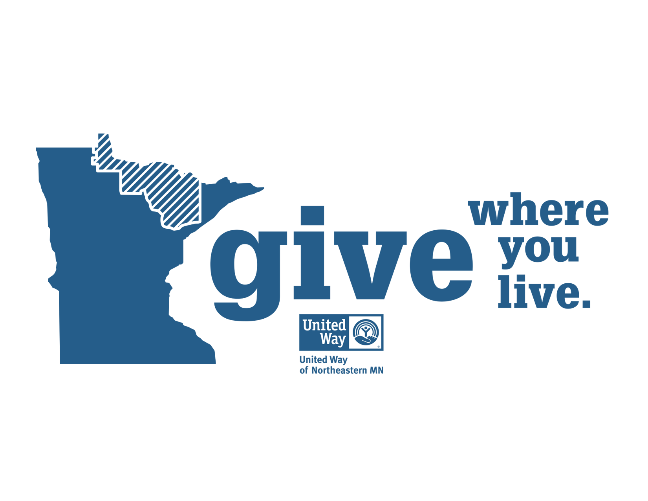 give
where
you
live.
United
Way
United Way
of Northeastern MN